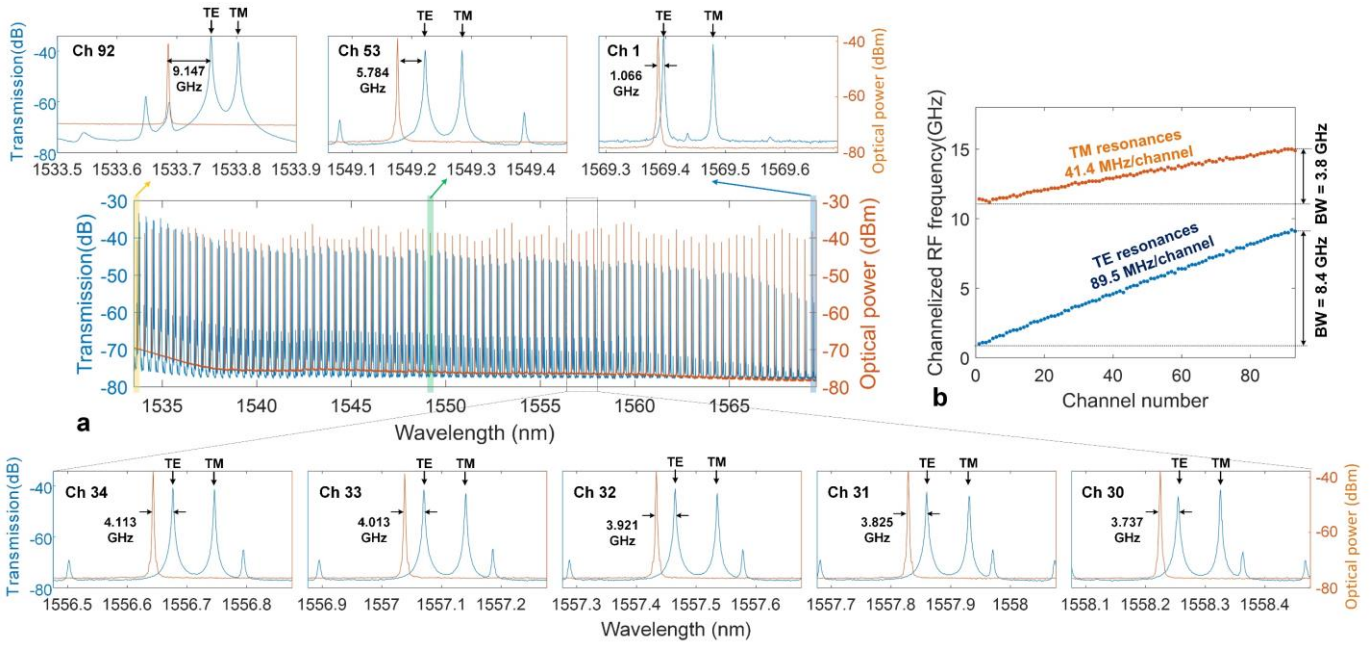 TE TM
TE TM
TE TM
Transmission(dB)
-40
-60
-80
Ch 92
9.147
GHz
1533.5 1533.6 1533.7 1533.8 1533.9
Ch 53
5.784
GHz
1549.1 1549.2 1549.3 1549.4
Ch 1
1.066
GHz
1569.3 1569.4 1569.5 1569.6
-40
-60
-80
Optical power (dBm)
Transmission(dB)
-30
-40
-50
-60
-70
-80
1535 1540 1545 1550 1555 1560 1565
-30
-40
-50
-60
-70
-80
Optical power (dBm)
a
Wavelength (nm)
Channelized RF frequency(GHz)
15
10
5
0
TM resonances
41.4 MHz/channel
TE resonances
89.5 MHz/channel
BW = 3.8 GHz
BW = 8.4 GHz
0 20 40 60 80
b
Channel number
Transmission(dB)
-40
-60
-80
TE TM
Ch 34
4.113
GHz
1556.5 1556.6 1556.7 1556.8
TE TM
Ch 33
4.013
GHz
1556.9 1557 1557.1 1557.2
TE TM
Ch 32
3.921
GHz
1557.3 1557.4 1557.5 1557.6
TE TM
Ch 31
3.825
GHz
1557.7 1557.8 1557.9 1558
TE TM
Ch 30
3.737
GHz
1558.1 1558.2 1558.3 1558.4
-40
-60
-80
Optical power (dBm)
Wavelength (nm)